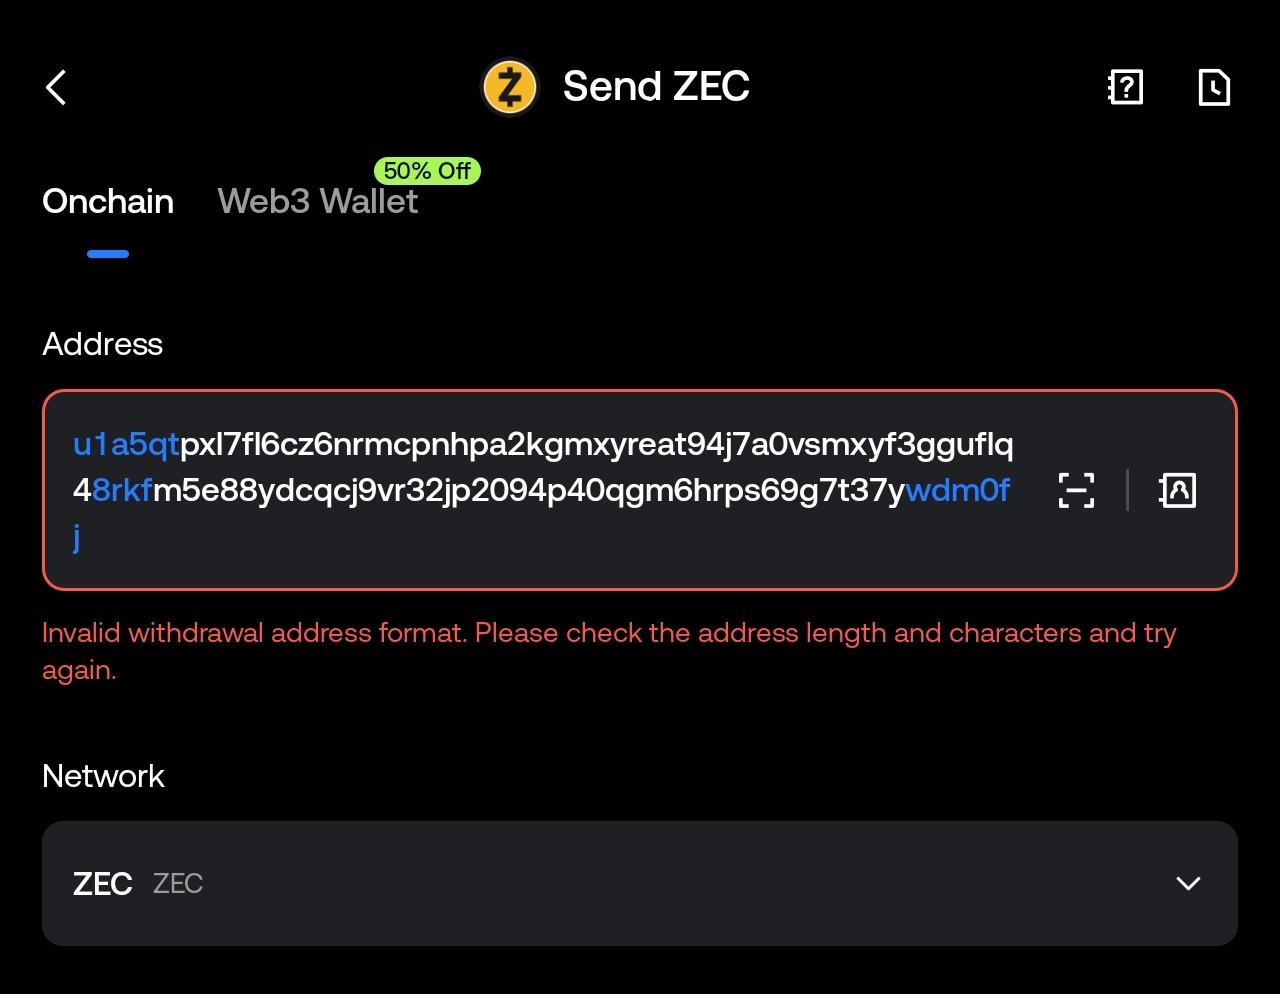 Send ZEC
50% Off
Onchain Web3 Wallet
Address
u1a5qtpxl7fl6cz6nrmcpnhpa2kgmxyreat94j7a0vsmxyf3gguflq
48rkfm5e88ydcqcj9vr32jp2094p40qgm6hrps69g7t37ywdm0f
j
Invalid withdrawal address format. Please check the address length and characters and try
again.
Network
ZEC ZEC